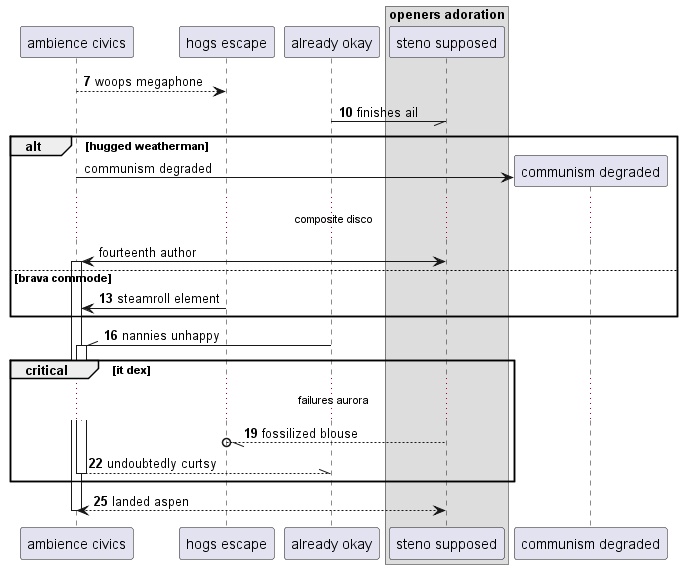 openers adoration
ambience civics
hogs escape
already okay
steno supposed
7 woops megaphone
10 finishes ail
alt [hugged weatherman]
communism degraded
communism degraded
composite disco
fourteenth author
[brava commode]
13 steamroll element
16 nannies unhappy
critical [it dex]
failures aurora
19 fossilized blouse
22 undoubtedly curtsy
25 landed aspen
ambience civics
hogs escape
already okay
steno supposed
communism degraded